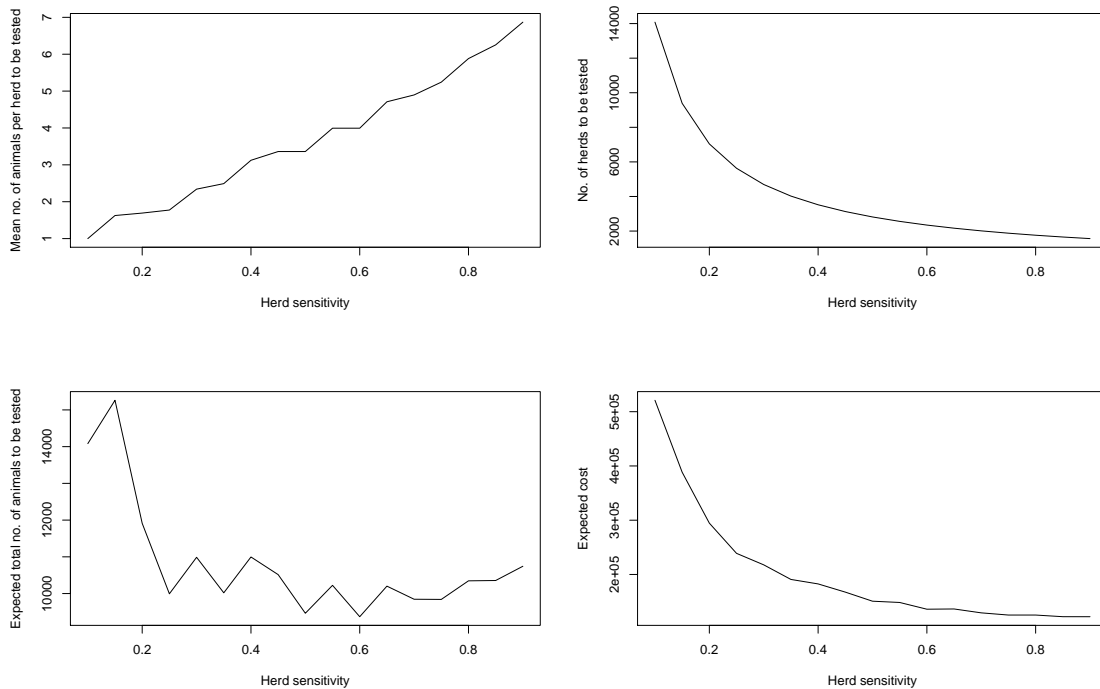 Mean no. of animals per herd to be tested
7
6
5
4
3
2
1
0.2 0.4 0.6 0.8
Herd sensitivity
No. of herds to be tested
14000
10000
6000
2000
0.2 0.4 0.6 0.8
Herd sensitivity
Expected total no. of animals to be tested
14000
12000
10000
0.2 0.4 0.6 0.8
Herd sensitivity
Expected cost
5e+05
4e+05
3e+05
2e+05
0.2 0.4 0.6 0.8
Herd sensitivity